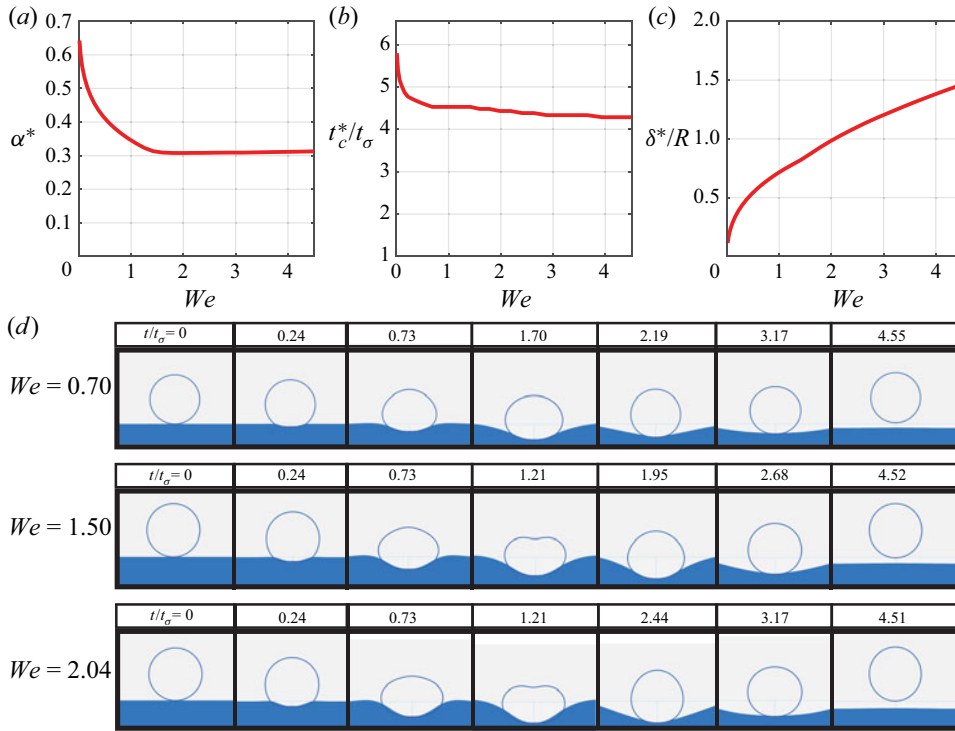 (a) (b) (c)
0.7 0.6 0.5 0.4 0.3 0.2 0.1 0
α*
0 1 2 3 4
We
6 5 4 3 2 1
t*c/tσ
0 1 2 3 4
We
2.0 1.5 1.0 0.5
δ*/R
0 1 2 3 4
We
(d)
t/tσ = 0 0.24 0.73 1.70 2.19 3.17 4.55
We = 0.70
t/tσ = 0 0.24 0.73 1.21 1.95 2.68 4.52
We = 1.50
t/tσ = 0 0.24 0.73 1.21 2.44 3.17 4.51
We = 2.04